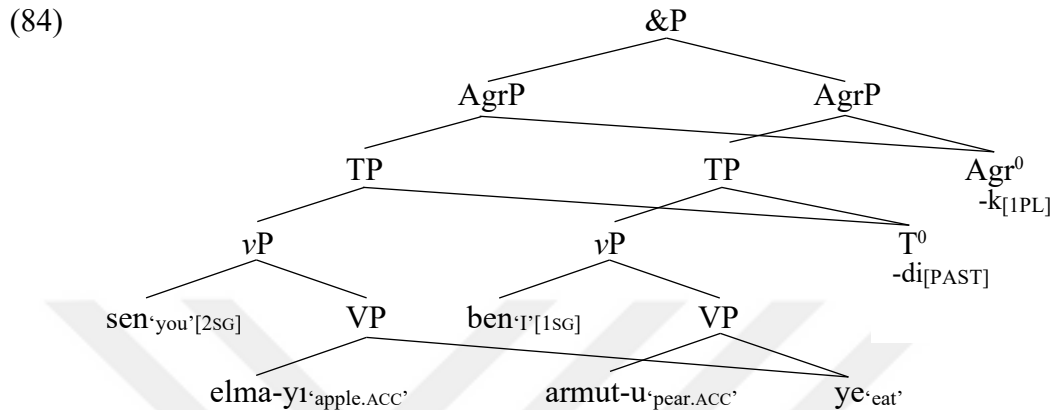 (84) &P
AgrP AgrP
TP TP Agr⁰
-k[1PL]
vP vP T⁰
-di[PAST]
sen‘you’[2SG] VP ben‘I’[1SG] VP
elma-yı‘apple.ACC’ armut-u‘pear.ACC’ ye‘eat’